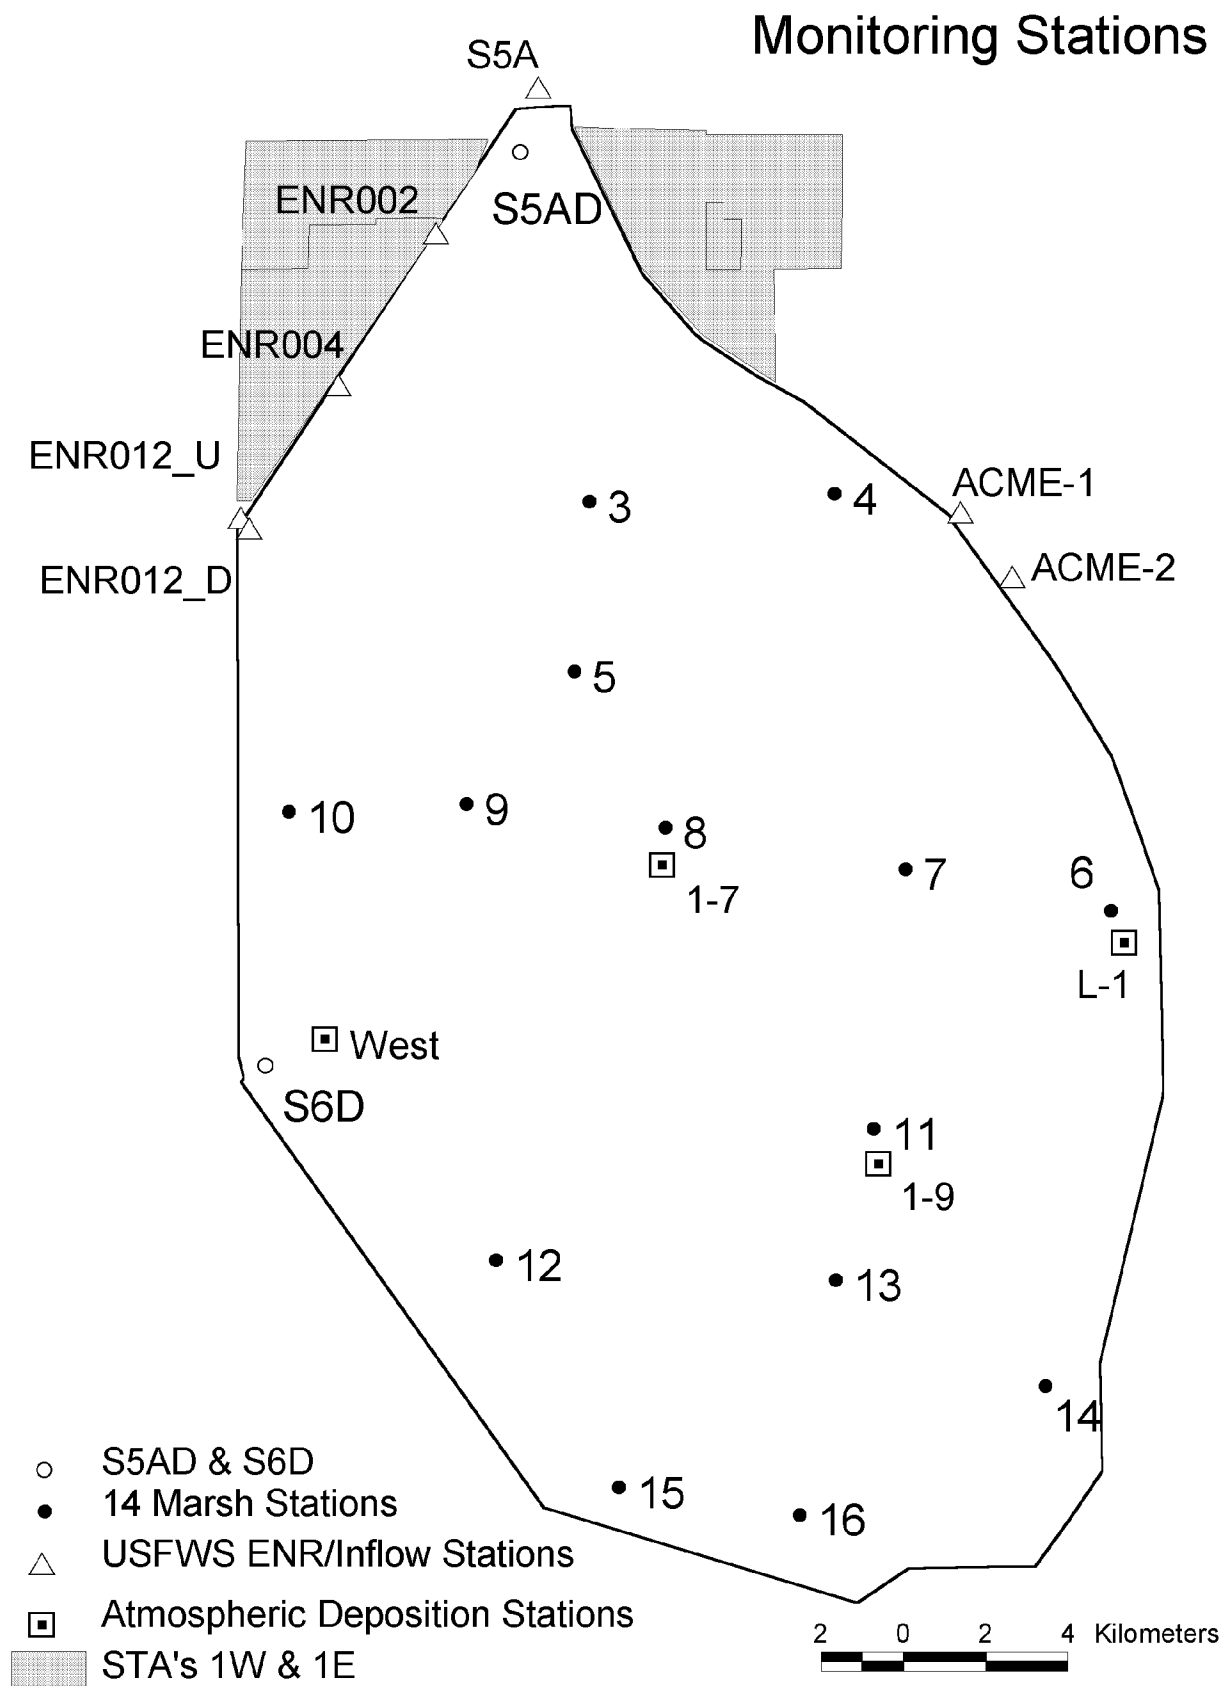 Monitoring Stations
S5A
ENR002
S5AD
ENR004
ENR012_U
3
4
ACME-1
ENR012_D
ACME-2
5
10
9
8
7
6
1-7
L-1
West
S6D
11
1-9
12
13
14
15
16
S5AD & S6D
14 Marsh Stations
USFWS ENR/Inflow Stations
Atmospheric Deposition Stations
STA's 1W & 1E
2 0 2 4 Kilometers